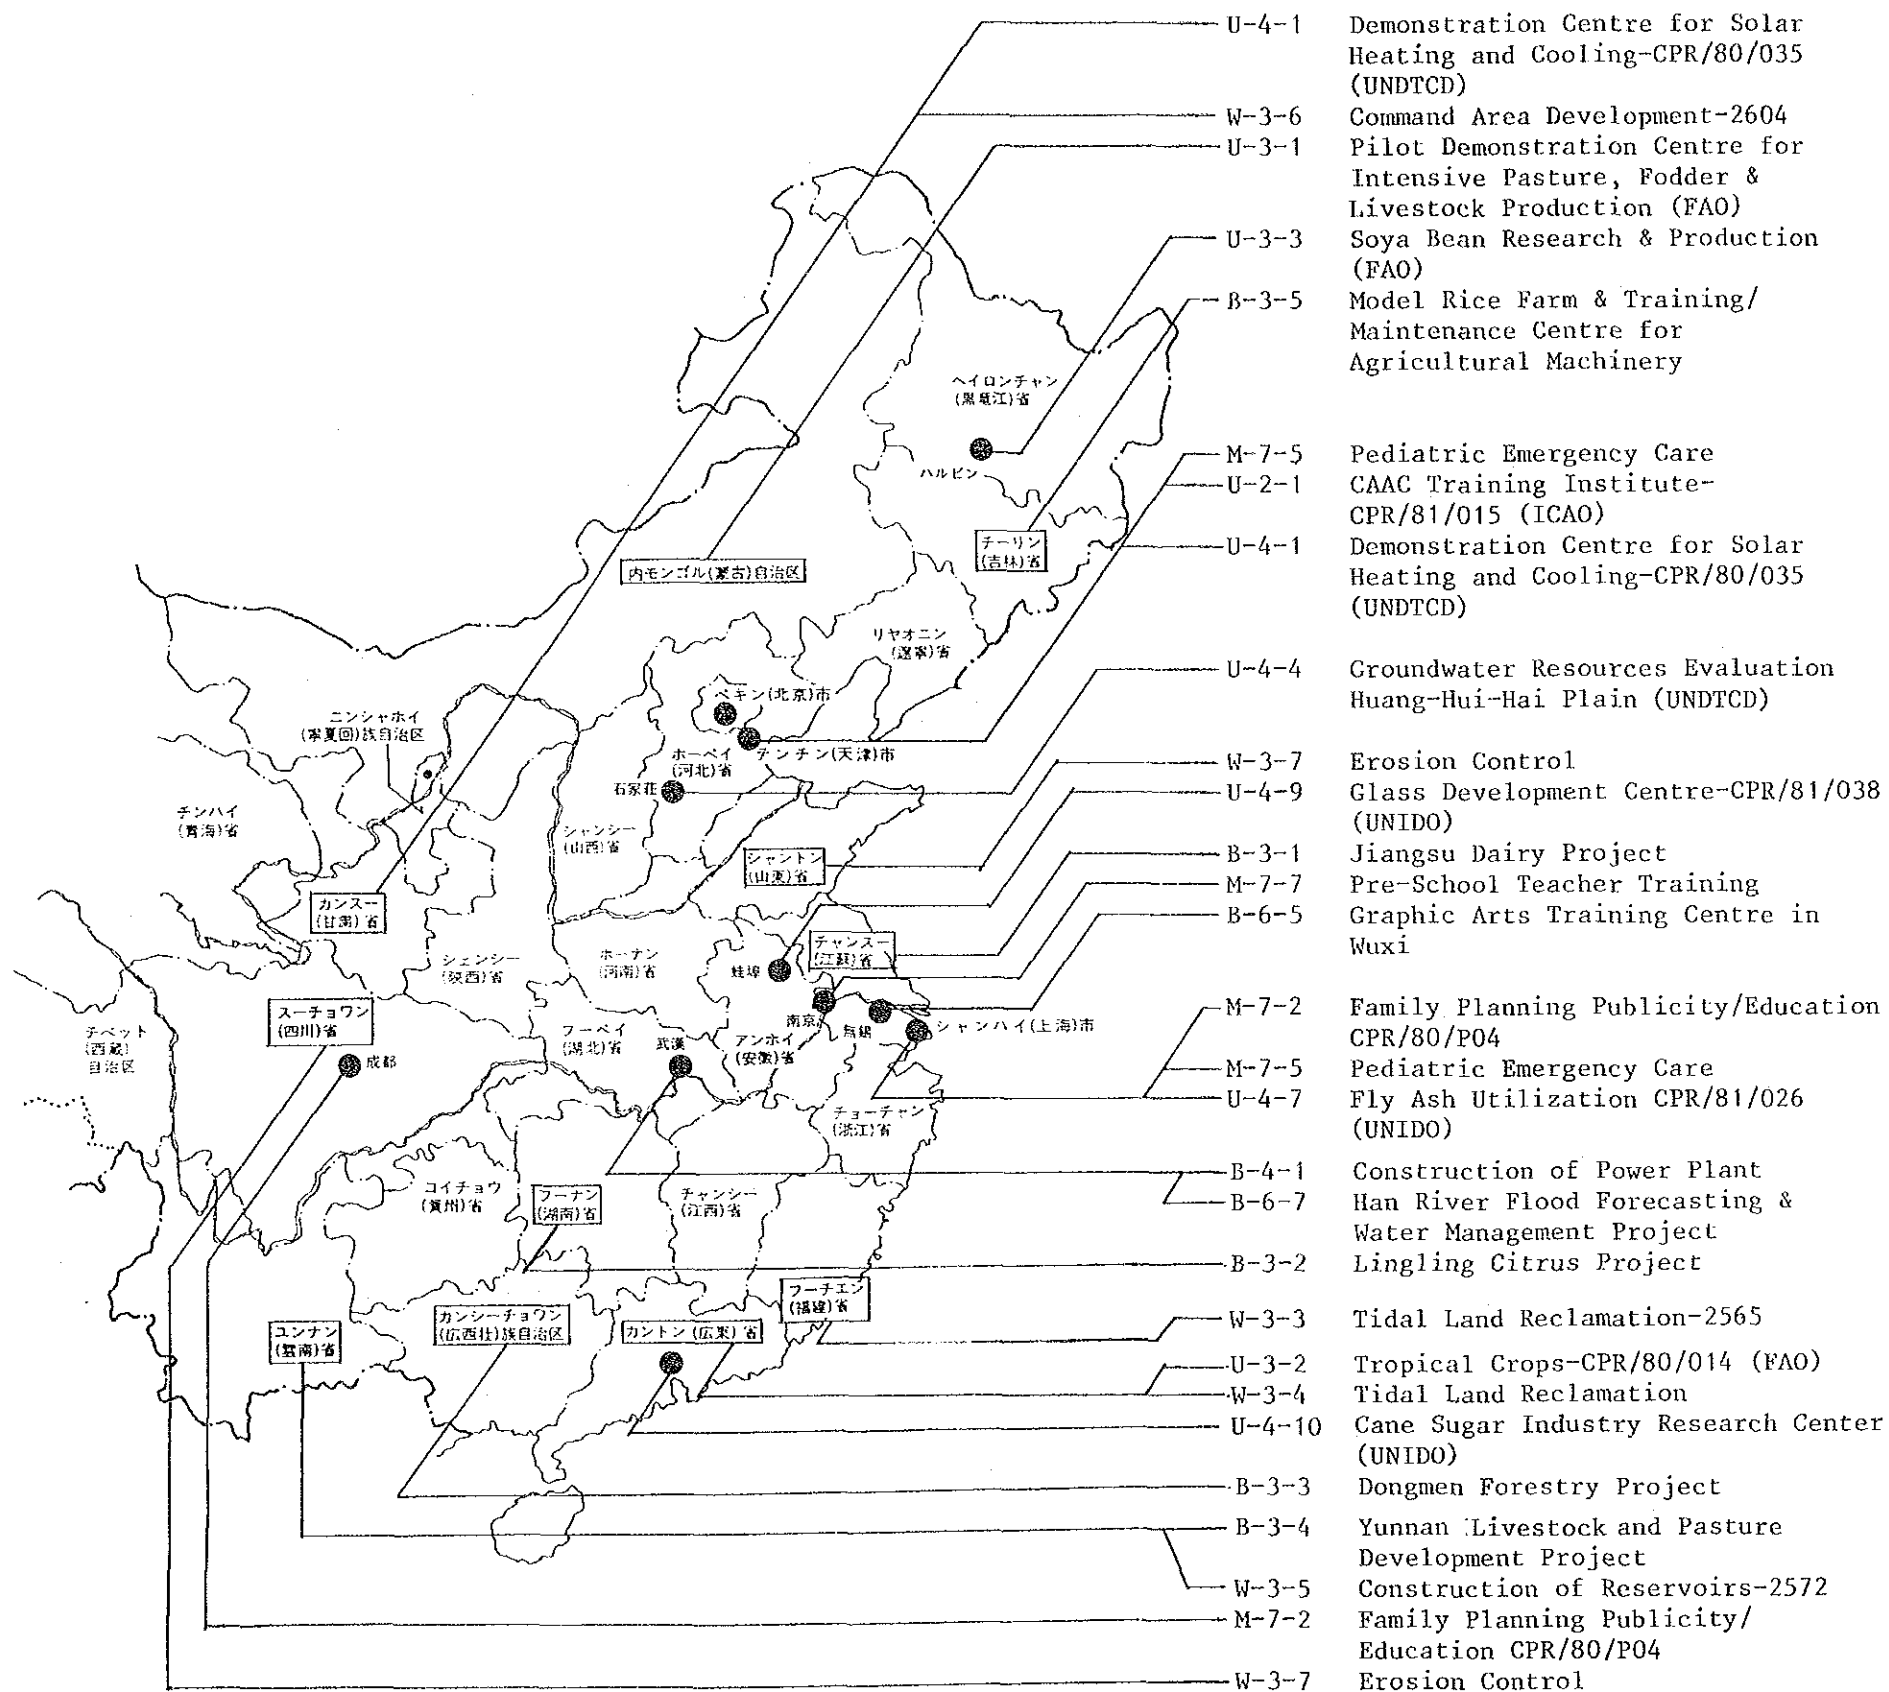 U-4-1 Demonstration Centre for Solar
Heating and Cooling-CPR/80/035
(UNDTCD)
W-3-6 Command Area Development-2604
U-3-1 Pilot Demonstration Centre for
Intensive Pasture, Fodder &
Livestock Production (FAO)
U-3-3 Soya Bean Research & Production
(FAO)
B-3-5 Model Rice Farm & Training/
Maintenance Centre for
Agricultural Machinery
M-7-5 Pediatric Emergency Care
U-2-1 CAAC Training Institute-
CPR/81/015 (ICAO)
U-4-1 Demonstration Centre for Solar
Heating and Cooling-CPR/80/035
(UNDTCD)
U-4-4 Groundwater Resources Evaluation
Huang-Hui-Hai Plain (UNDTCD)
W-3-7 Erosion Control
U-4-9 Glass Development Centre-CPR/81/038
(UNIDO)
B-3-1 Jiangsu Dairy Project
M-7-7 Pre-School Teacher Training
B-6-5 Graphic Arts Training Centre in
Wuxi
M-7-2 Family Planning Publicity/Education
CPR/80/P04
M-7-5 Pediatric Emergency Care
U-4-7 Fly Ash Utilization CPR/81/026
(UNIDO)
B-4-1 Construction of Power Plant
B-6-7 Han River Flood Forecasting &
Water Management Project
B-3-2 Lingling Citrus Project
W-3-3 Tidal Land Reclamation-2565
U-3-2 Tropical Crops-CPR/80/014 (FAO)
W-3-4 Tidal Land Reclamation
U-4-10 Cane Sugar Industry Research Center
(UNIDO)
B-3-3 Dongmen Forestry Project
B-3-4 Yunnan Livestock and Pasture
Development Project
W-3-5 Construction of Reservoirs-2572
M-7-2 Family Planning Publicity/
Education CPR/80/P04
W-3-7 Erosion Control
ヘイロンチャン
(黒竜江)省
ハルビン
チーリン
(吉林)省
内モンゴル(蒙古)自治区
リヤオニン
(遼寧)省
ペキン(北京)市
テンチン(天津)市
ホーペイ
(河北)省
石家荘
ニンシャホイ
(寧夏回)族自治区
チンハイ
(青海)省
シャンシー
(山西)省
シャントン
(山東)省
カンスー
(甘粛)省
シェンシー
(陝西)省
ホーナン
(河南)省
チャンスー
(江蘇)省
蚌埠
南京
無錫
シャンハイ(上海)市
スーチョワン
(四川)省
成都
チベット
(西蔵)
自治区
フーペイ
(湖北)省
武漢
アンホイ
(安徽)省
チョーチャン
(浙江)省
コイチョウ
(貴州)省
フーナン
(湖南)省
チャンシー
(江西)省
フーチエン
(福建)省
ユンナン
(雲南)省
カンシーチョワン
(広西壮)族自治区
カントン(広東)省